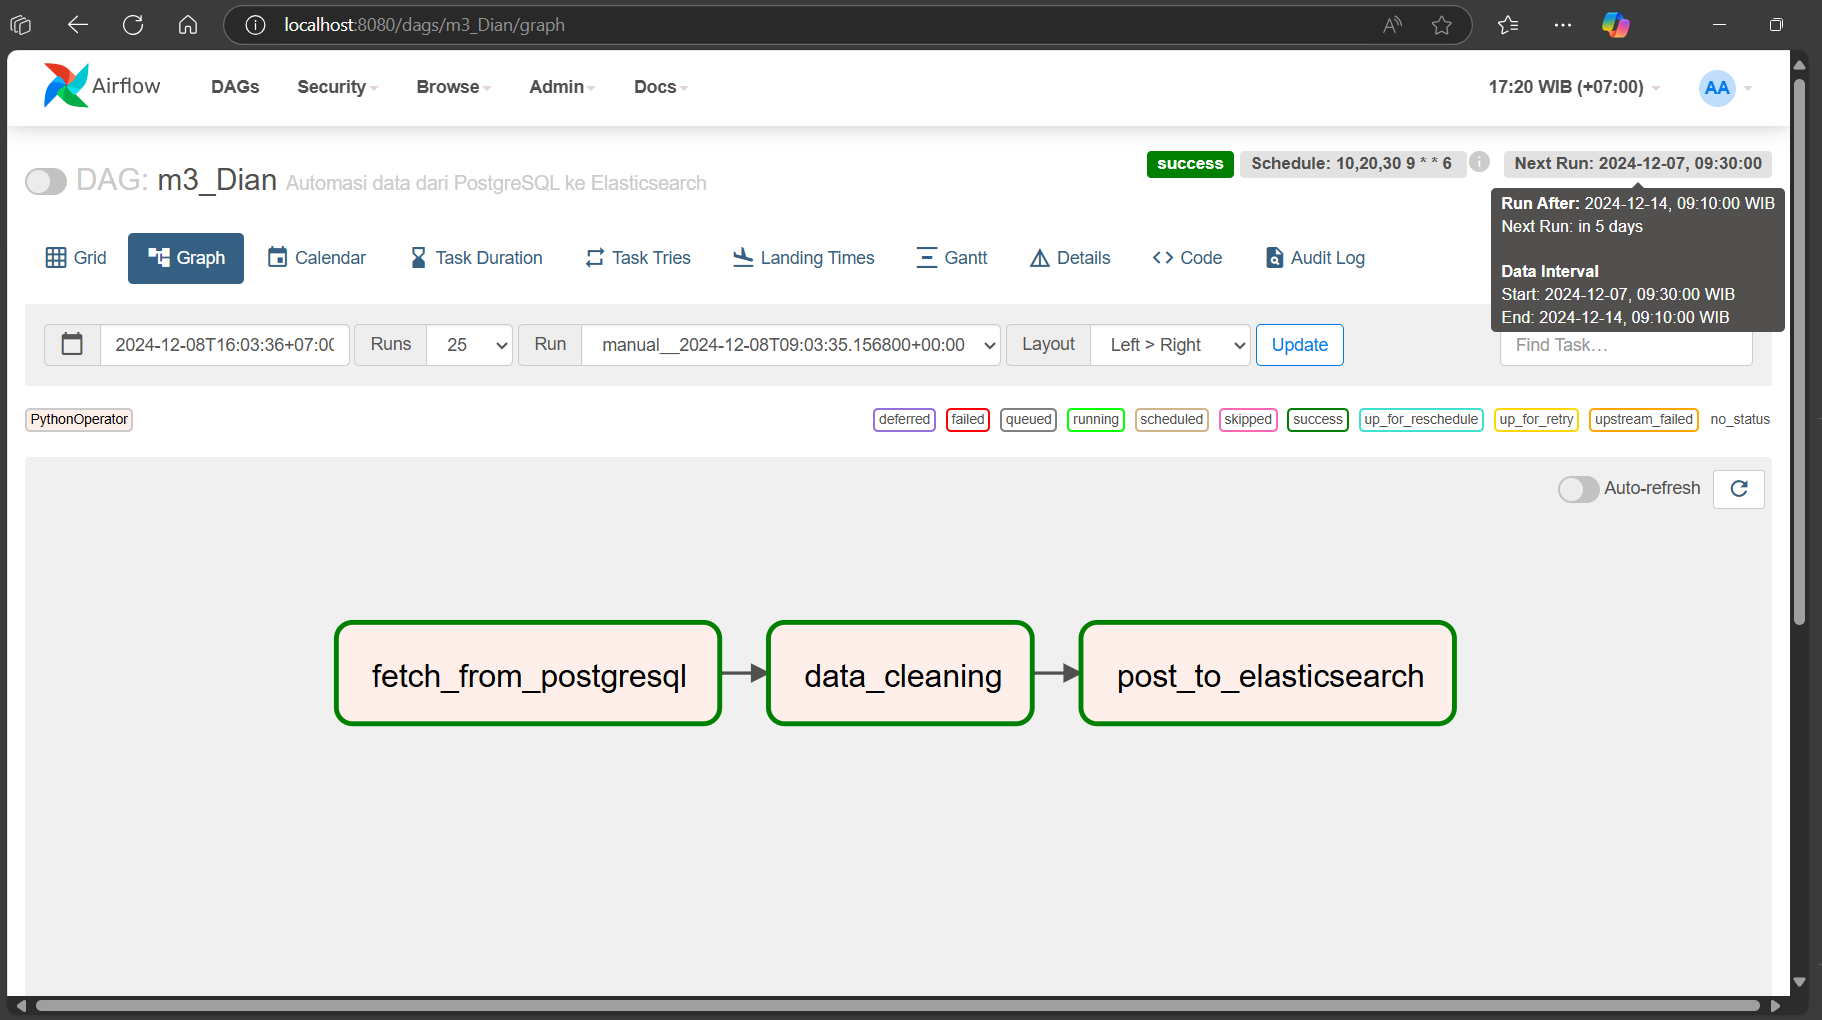 localhost:8080/dags/m3_Dian/graph
Airflow DAGs Security Browse Admin Docs 17:20 WIB (+07:00) AA
success Schedule: 10,20,30 9 * * 6 Next Run: 2024-12-07, 09:30:00
DAG: m3_Dian Automasi data dari PostgreSQL ke Elasticsearch
Run After: 2024-12-14, 09:10:00 WIB
Next Run: in 5 days
Data Interval
Start: 2024-12-07, 09:30:00 WIB
End: 2024-12-14, 09:10:00 WIB
Grid Graph Calendar Task Duration Task Tries Landing Times Gantt Details Code Audit Log
2024-12-08T16:03:36+07:00 Runs 25 Run manual__2024-12-08T09:03:35.156800+00:00 Layout Left > Right Update Find Task...
PythonOperator deferred failed queued running scheduled skipped success up_for_reschedule up_for_retry upstream_failed no_status
Auto-refresh
fetch_from_postgresql data_cleaning post_to_elasticsearch